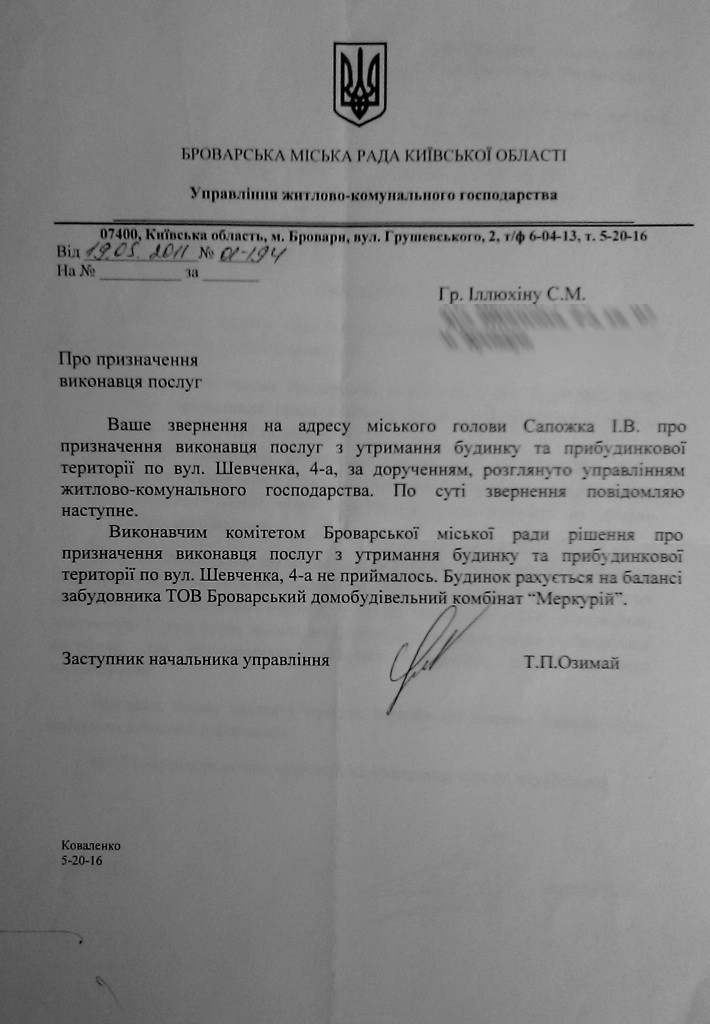 БРОВАРСЬКА МІСЬКА РАДА КИЇВСЬКОЇ ОБЛАСТІ
Управління житлово-комунального господарства
07400, Київська область, м. Бровари, вул. Грушевського, 2, т/ф 6-04-13, т. 5-20-16
Від 19.05. 2011 № 01-194
На № __________ за _______
Гр. Іллюхіну С.М.
Про призначення
виконавця послуг
Ваше звернення на адресу міського голови Сапожка І.В. про
призначення виконавця послуг з утримання будинку та прибудинкової
території по вул. Шевченка, 4-а, за дорученням, розглянуто управлінням
житлово-комунального господарства. По суті звернення повідомляю
наступне.
Виконавчим комітетом Броварської міської ради рішення про
призначення виконавця послуг з утримання будинку та прибудинкової
території по вул. Шевченка, 4-а не приймалось. Будинок рахується на балансі
забудовника ТОВ Броварський домобудівельний комбінат “Меркурій”.
Заступник начальника управління Т.П.Озимай
Коваленко
5-20-16